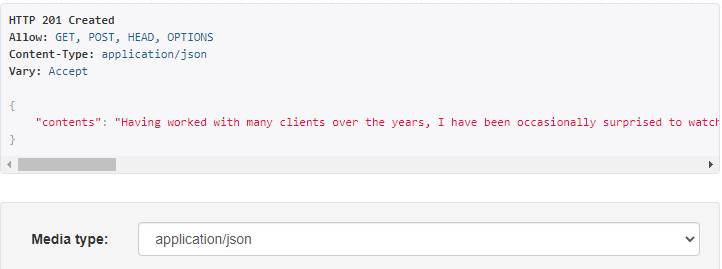 HTTP 201 Created
Allow: GET, POST, HEAD, OPTIONS
Content-Type: application/json
Vary: Accept
{
"contents": "Having worked with many clients over the years, I have been occasionally surprised to watch
}
Media type: application/json